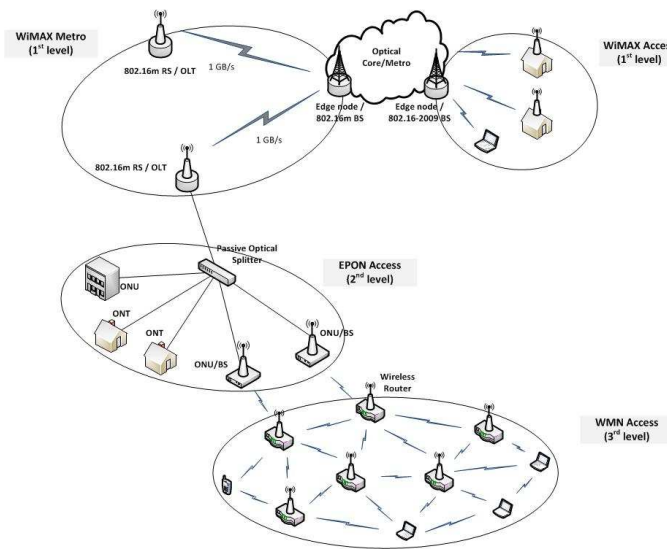 WiMAX Metro
(1st level)
802.16m RS / OLT
1 GB/s
Optical
Core/Metro
Edge node /
802.16m BS
Edge node /
802.16-2009 BS
WiMAX Access
(1st level)
1 GB/s
802.16m RS / OLT
Passive Optical
Splitter
EPON Access
(2nd level)
ONU
ONT
ONT
ONU/BS
ONU/BS
Wireless
Router
WMN Access
(3rd level)